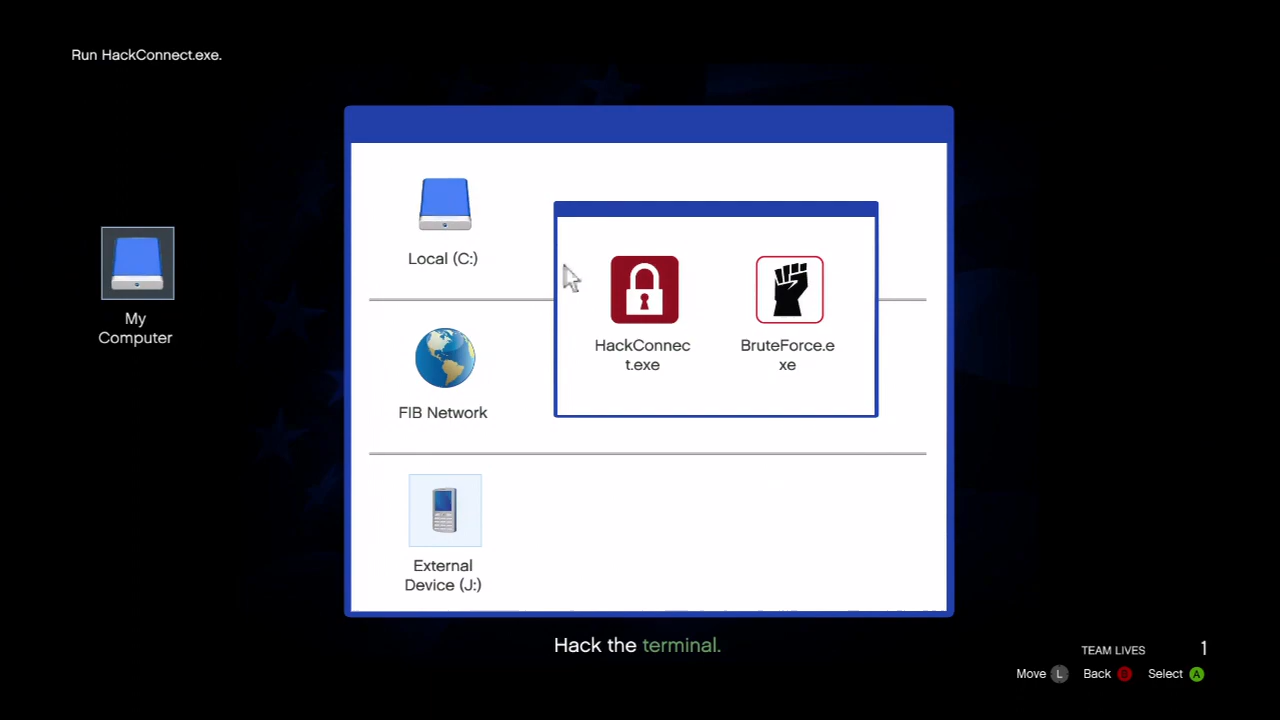 Run HackConnect.exe.
Local (C:)
HackConnec
t.exe
BruteForce.e
xe
My
Computer
FIB Network
External
Device (J:)
Hack the terminal.
TEAM LIVES 1
Move L Back B Select A